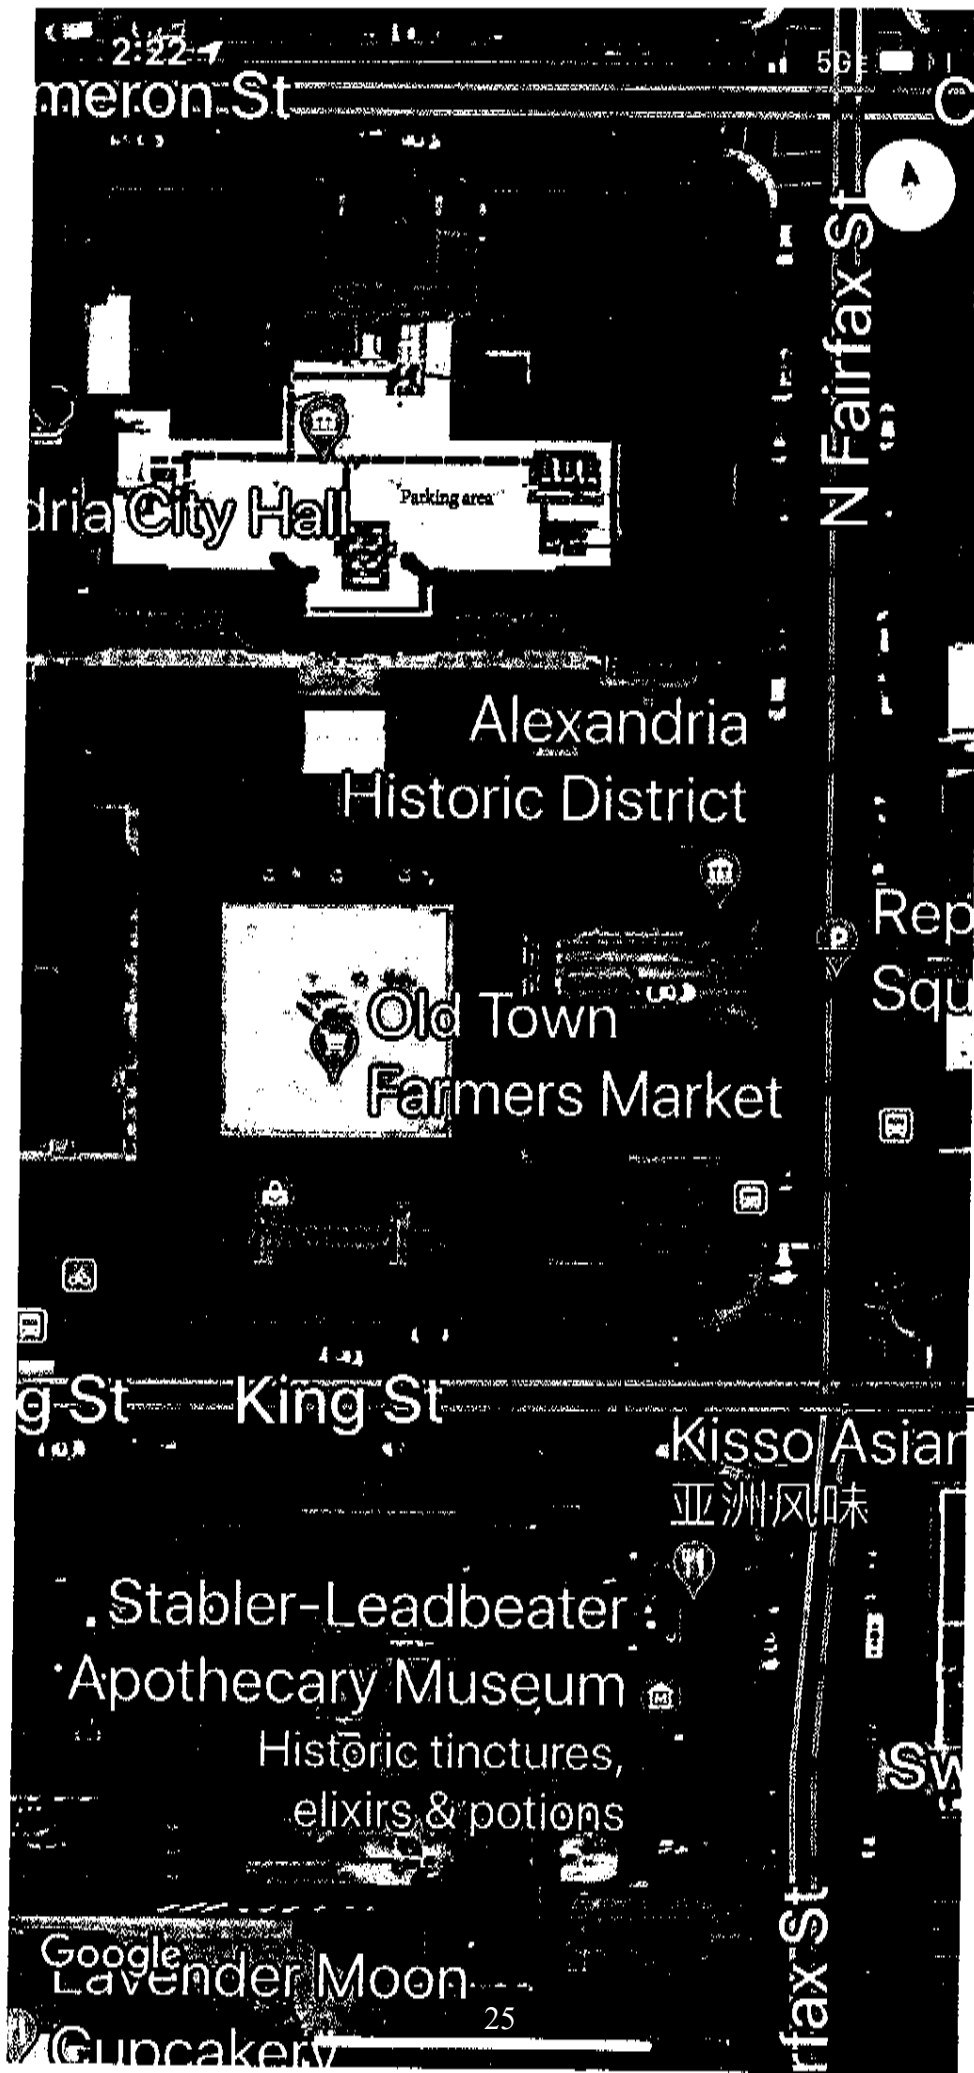 2:22
5G
meron St
C
N Fairfax St
Parking area
dria City Hall
Alexandria
Historic District
Rep
Squ
P
Old Town
Farmers Market
g St
King St
Kisso Asian
亚洲风味
Stabler-Leadbeater
Apothecary Museum
M
Historic tinctures,
elixirs & potions
Sw
rfax St
Google
Lavender Moon
25
Cupcakery